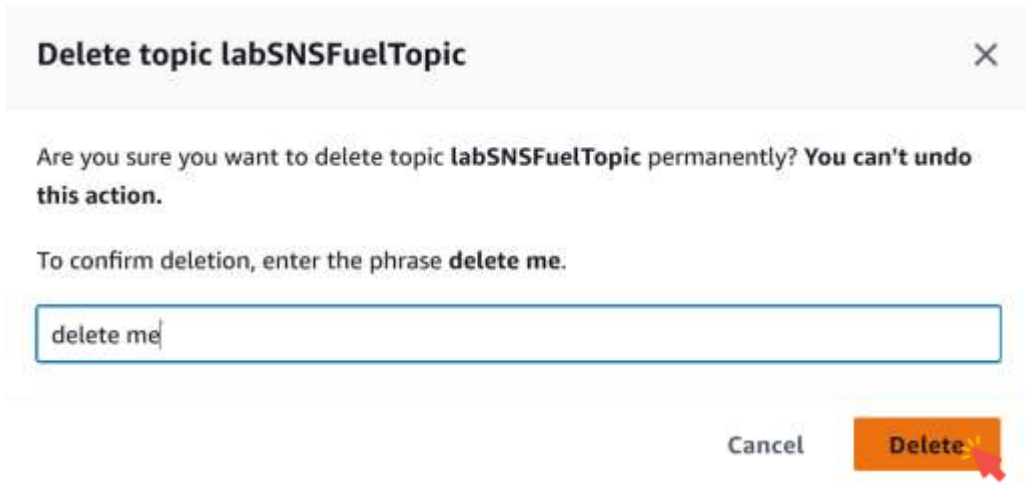 Delete topic labSNSFuelTopic
Are you sure you want to delete topic labSNSFuelTopic permanently? You can't undo
this action.
To confirm deletion, enter the phrase delete me.
delete me
Cancel
Delete